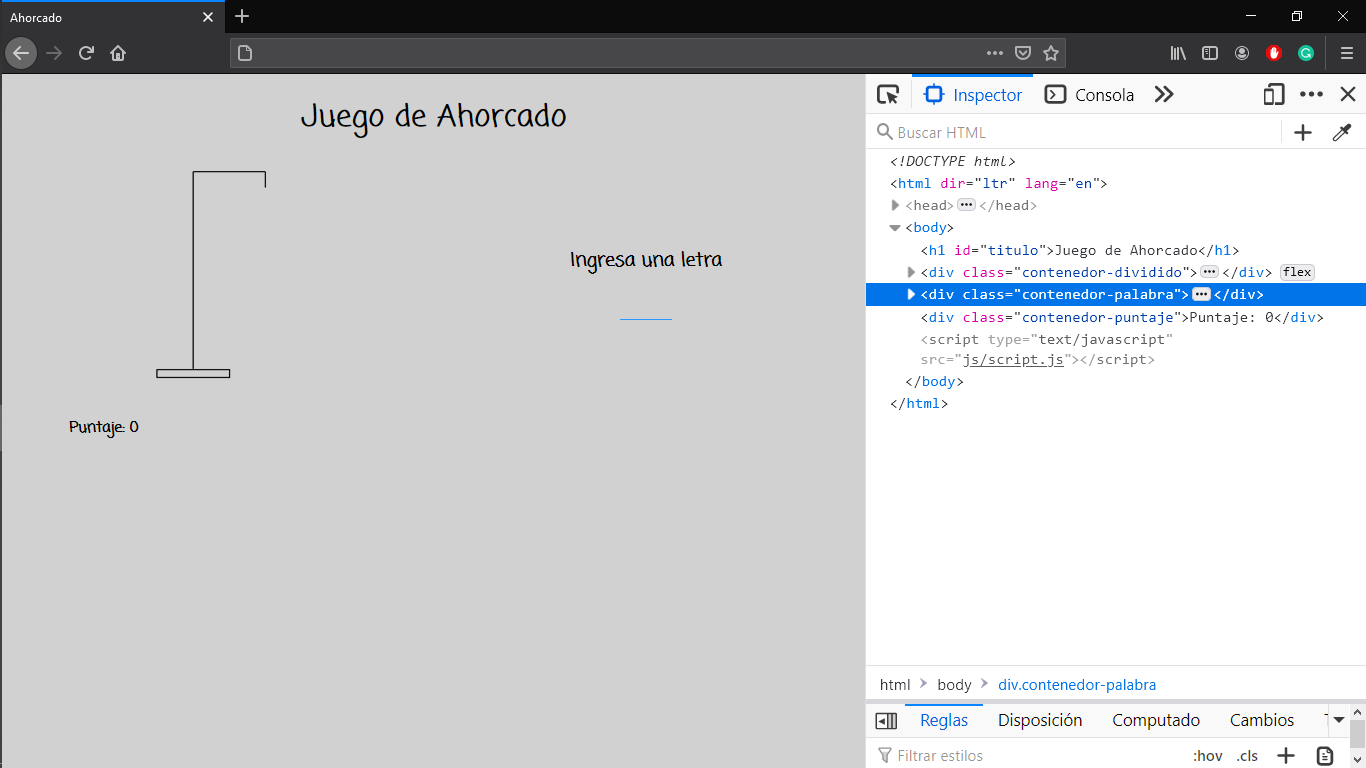 Ahorcado
Juego de Ahorcado
Ingresa una letra
Puntaje: 0
Inspector
Consola
Buscar HTML
<!DOCTYPE html>
<html dir="ltr" lang="en">
<head></head>
<body>
<h1 id="titulo">Juego de Ahorcado</h1>
<div class="contenedor-dividido"></div> flex
<div class="contenedor-palabra"></div>
<div class="contenedor-puntaje">Puntaje: 0</div>
<script type="text/javascript"
src="js/script.js"></script>
</body>
</html>
html body div.contenedor-palabra
Reglas Disposición Computado Cambios
Filtrar estilos :hov .cls